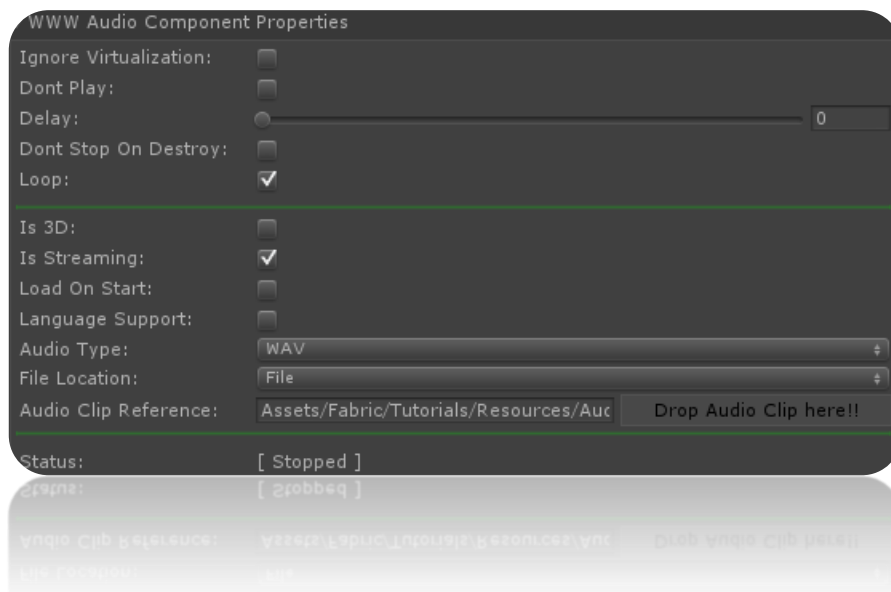 WWW Audio Component Properties
Ignore Virtualization:
Dont Play:
Delay: 0
Dont Stop On Destroy:
Loop:
Is 3D:
Is Streaming:
Load On Start:
Language Support:
Audio Type: WAV
File Location: File
Audio Clip Reference: Assets/Fabric/Tutorials/Resources/Aud Drop Audio Clip here!!
Status: [ Stopped ]